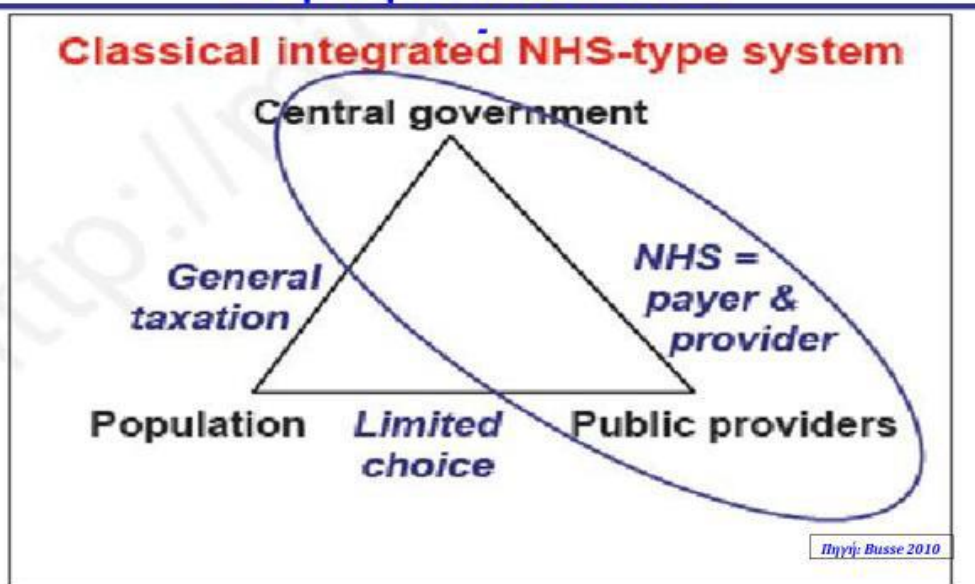 Classical integrated NHS-type system
Central government
General
taxation
NHS =
payer &
provider
Population
Limited
choice
Public providers
Πηγή: Busse 2010